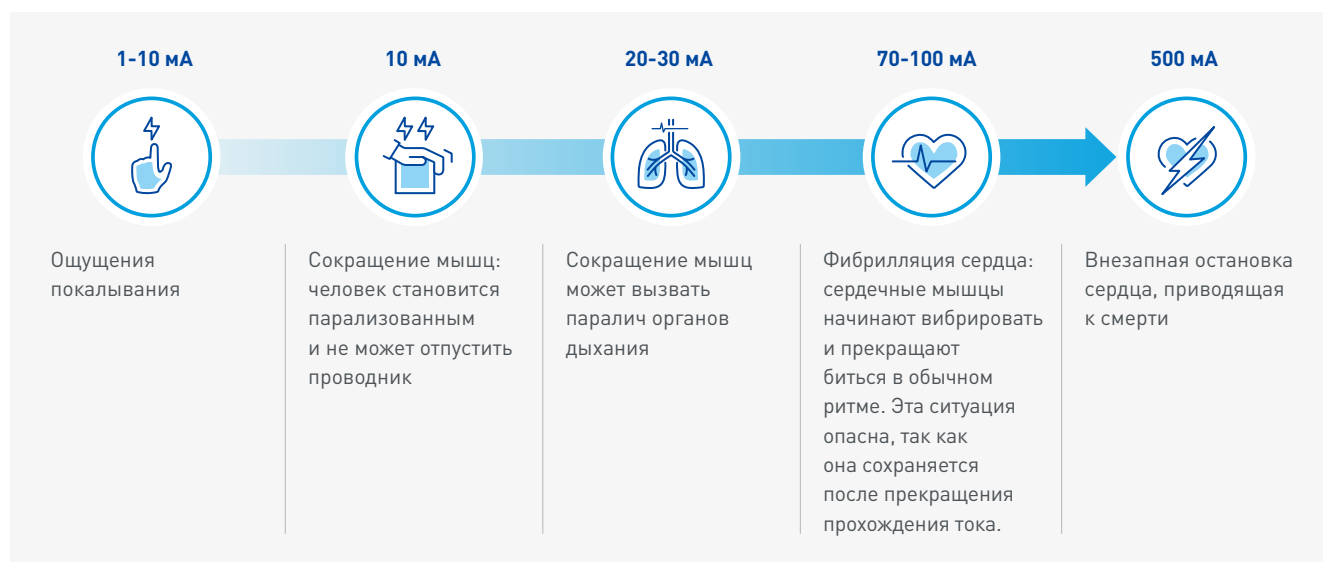 1-10 мА
Ощущения
покалывания
10 мА
Сокращение мышц:
человек становится
парализованным
и не может отпустить
проводник
20-30 мА
Сокращение мышц
может вызвать
паралич органов
дыхания
70-100 мА
Фибрилляция сердца:
сердечные мышцы
начинают вибрировать
и прекращают
биться в обычном
ритме. Эта ситуация
опасна, так как
она сохраняется
после прекращения
прохождения тока.
500 мА
Внезапная остановка
сердца, приводящая
к смерти